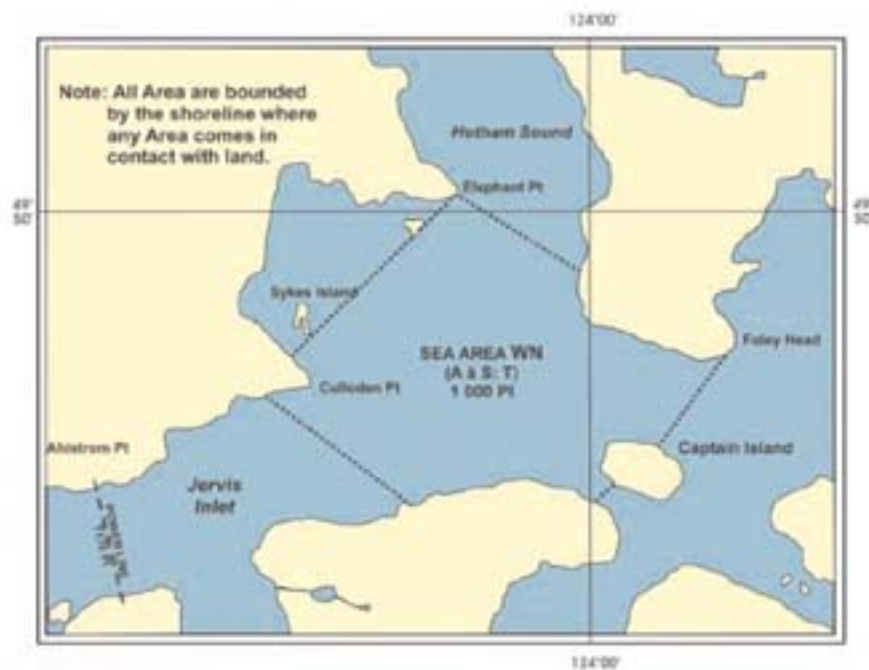 124°00'
Note: All Area are bounded
by the shoreline where
any Area comes in
contact with land.
Hotham Sound
Elephant Pt
49°
50'
49°
50'
Sykes Island
SEA AREA WN
(A à S: T)
1 000 Pl
Foley Head
Culloden Pt
Ahlstrom Pt
Captain Island
Jervis
Inlet
124°00'